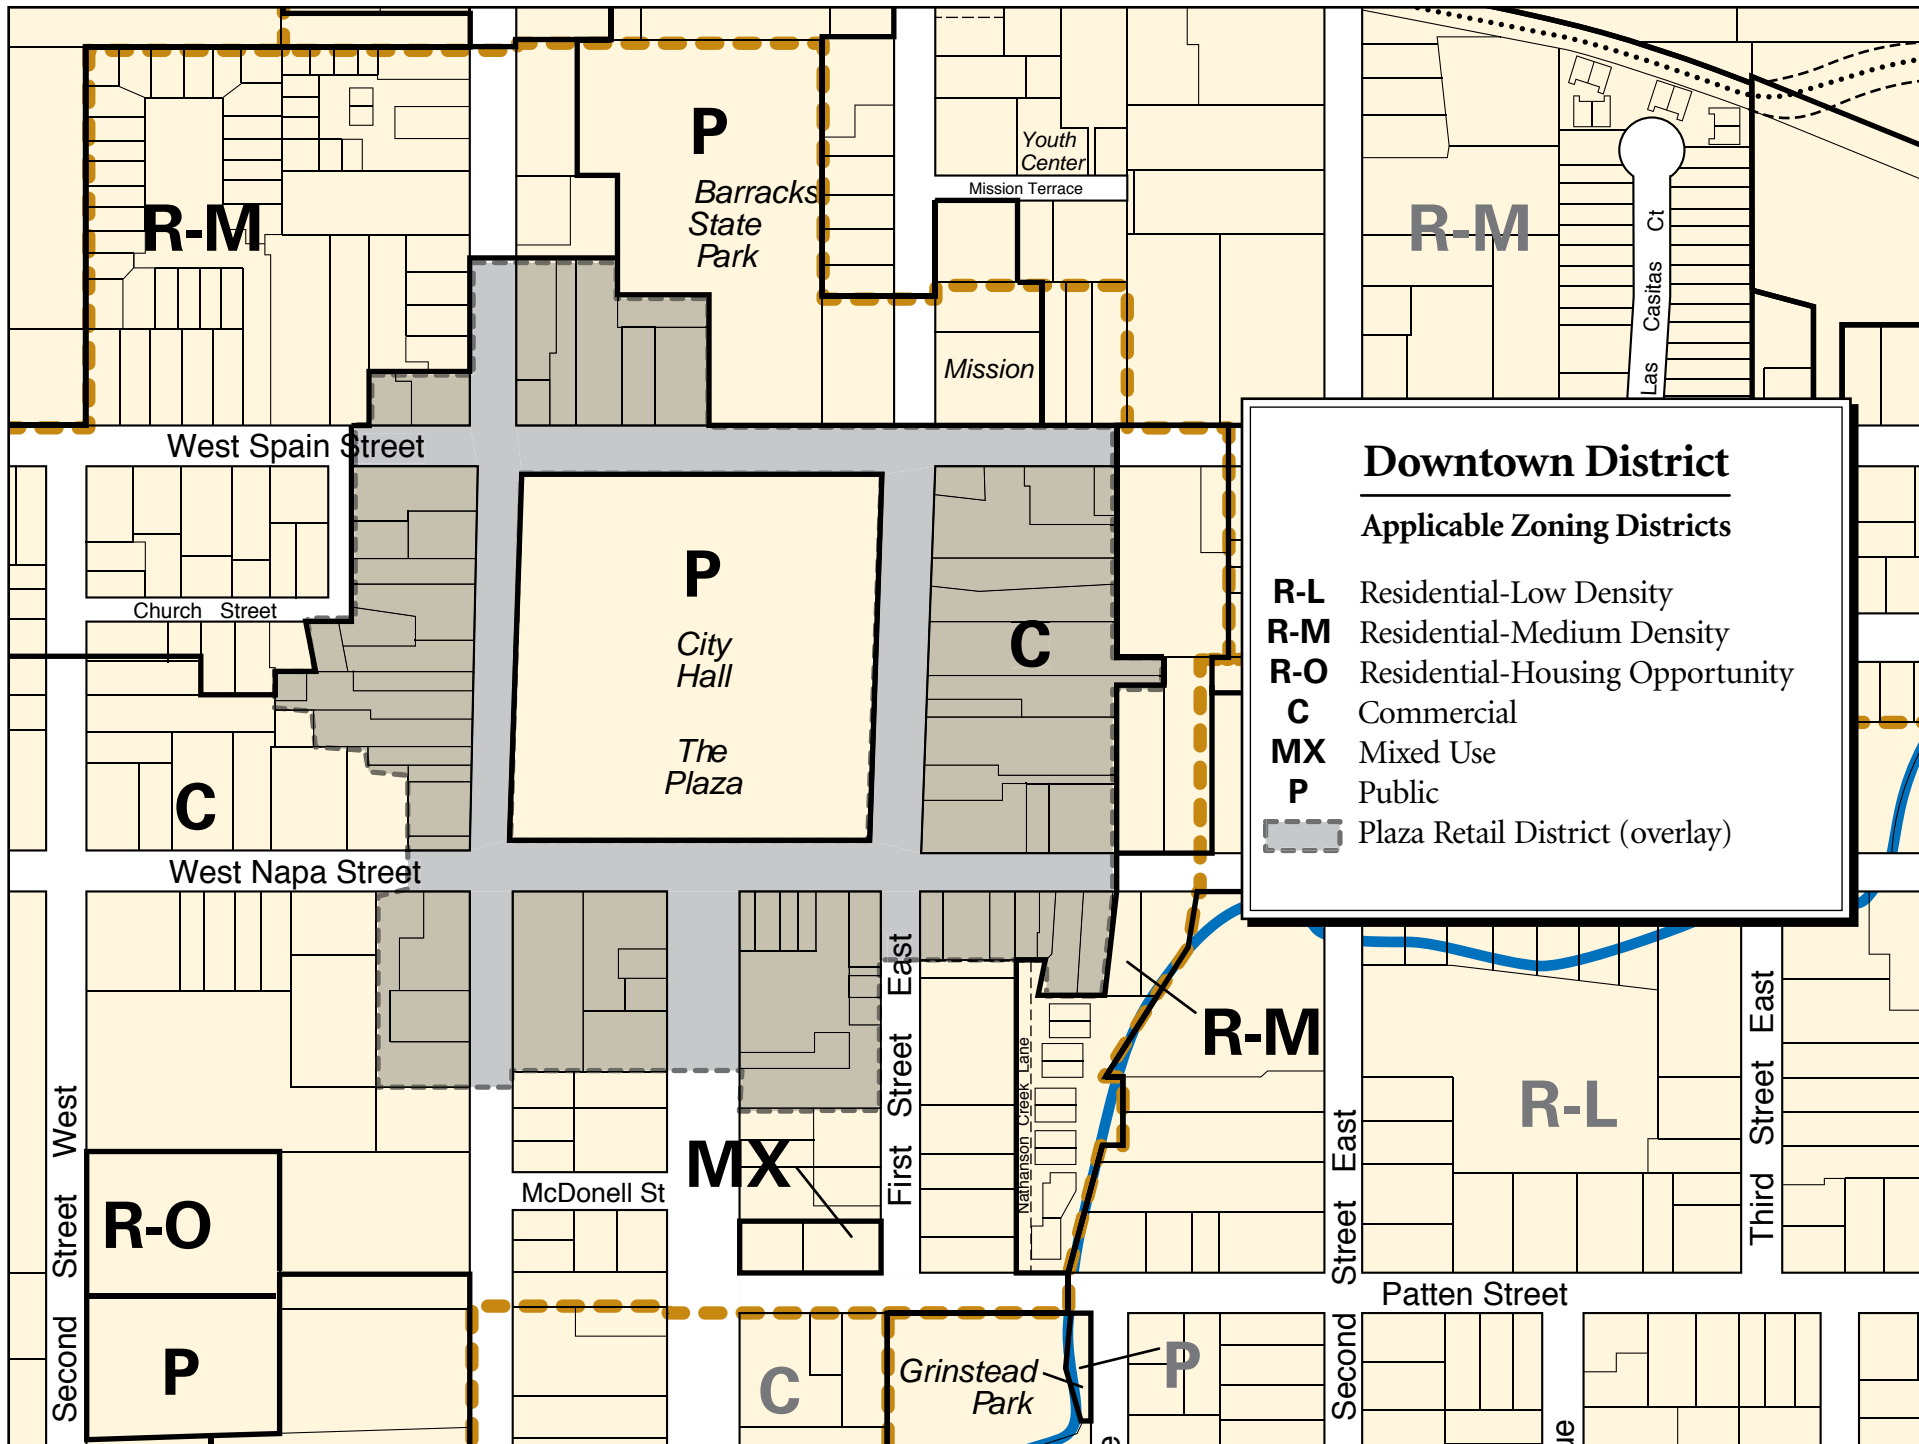 P
Barracks
State
Park
Youth
Center
Mission Terrace
R-M
R-M
Las Casitas Ct
Mission
West Spain Street
Downtown District
Applicable Zoning Districts
R-L Residential-Low Density
R-M Residential-Medium Density
R-O Residential-Housing Opportunity
C Commercial
MX Mixed Use
P Public
Plaza Retail District (overlay)
P
City
Hall
The
Plaza
C
Church Street
C
West Napa Street
First Street East
Nathanson Creek Lane
R-M
R-L
Second Street West
Second Street East
Third Street East
MX
McDonell St
R-O
Patten Street
P
C
Grinstead
Park
P